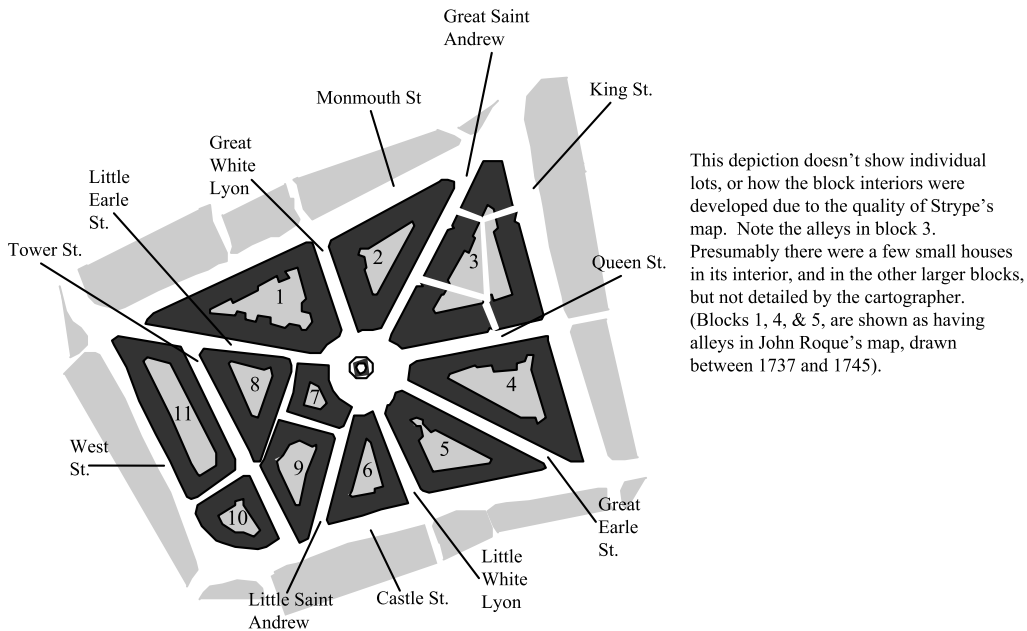 Great Saint
Andrew
King St.
Monmouth St
Great
White
Lyon
Little
Earle
St.
Tower St.
This depiction doesn't show individual
lots, or how the block interiors were
developed due to the quality of Strype's
map.  Note the alleys in block 3.
Presumably there were a few small houses
in its interior, and in the other larger blocks,
but not detailed by the cartographer.
(Blocks 1, 4, & 5, are shown as having
alleys in John Roque's map, drawn
between 1737 and 1745).
Queen St.
1
2
3
4
5
6
7
8
9
10
11
West
St.
Great
Earle
St.
Little
White
Lyon
Castle St.
Little Saint
Andrew